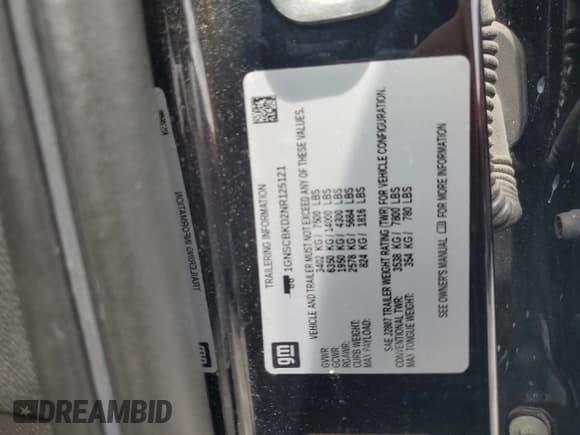 TRAILERING INFORMATION
1GNSCBKD2NR125121
VEHICLE AND TRAILER MUST NOT EXCEED ANY OF THESE VALUES.
GVWR: 3402 KG / 7500 LBS
GCWR: 6350 KG / 14000 LBS
RGAWR: 1950 KG / 4300 LBS
CURB WEIGHT: 2578 KG / 5684 LBS
MAX PAYLOAD: 824 KG / 1816 LBS
SAE J2807 TRAILER WEIGHT RATING (TWR) FOR VEHICLE CONFIGURATION.
CONVENTIONAL TWR: 3538 KG / 7800 LBS
MAX TONGUE WEIGHT: 354 KG / 780 LBS
SEE OWNER'S MANUAL FOR MORE INFORMATION.
gm
TRAILERING INFORMATION
gm
DREAMBID